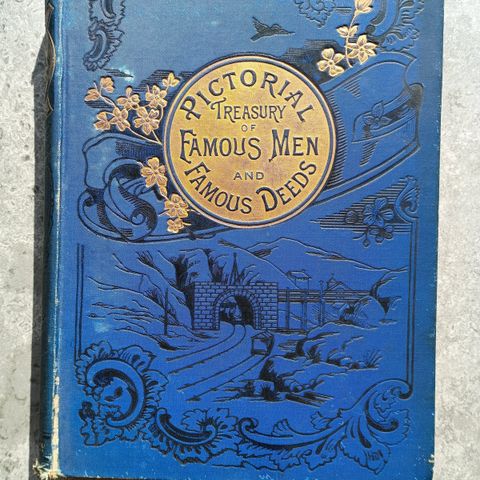 PICTORIAL
TREASURY
OF
FAMOUS MEN
AND
FAMOUS DEEDS